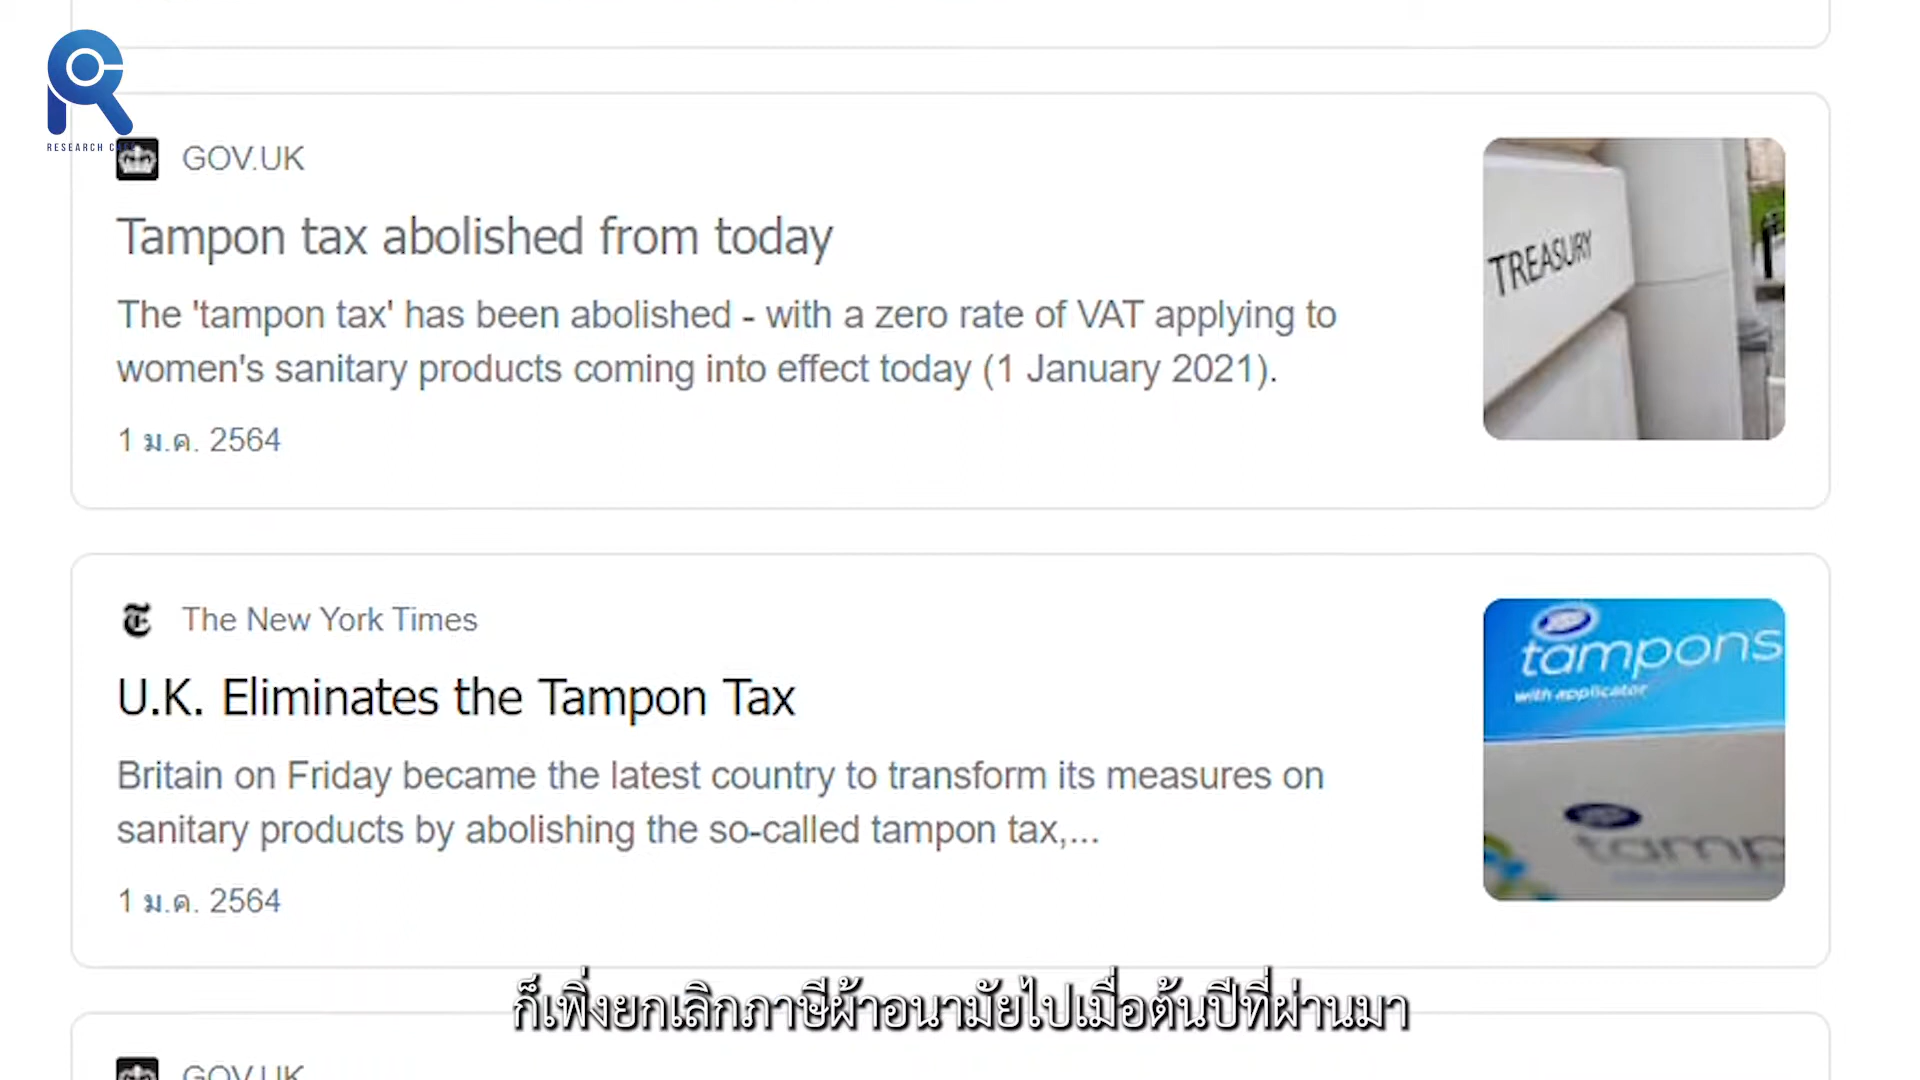 RESEARCH
GOV.UK
Tampon tax abolished from today
The 'tampon tax' has been abolished - with a zero rate of VAT applying to
women's sanitary products coming into effect today (1 January 2021).
1 ม.ค. 2564
TREASURY
The New York Times
U.K. Eliminates the Tampon Tax
Britain on Friday became the latest country to transform its measures on
sanitary products by abolishing the so-called tampon tax,...
1 ม.ค. 2564
tampons
with applicator
tamp
ก็เพิ่งยกเลิกภาษีผ้าอนามัยไปเมื่อต้นปีที่ผ่านมา
GOV.UK